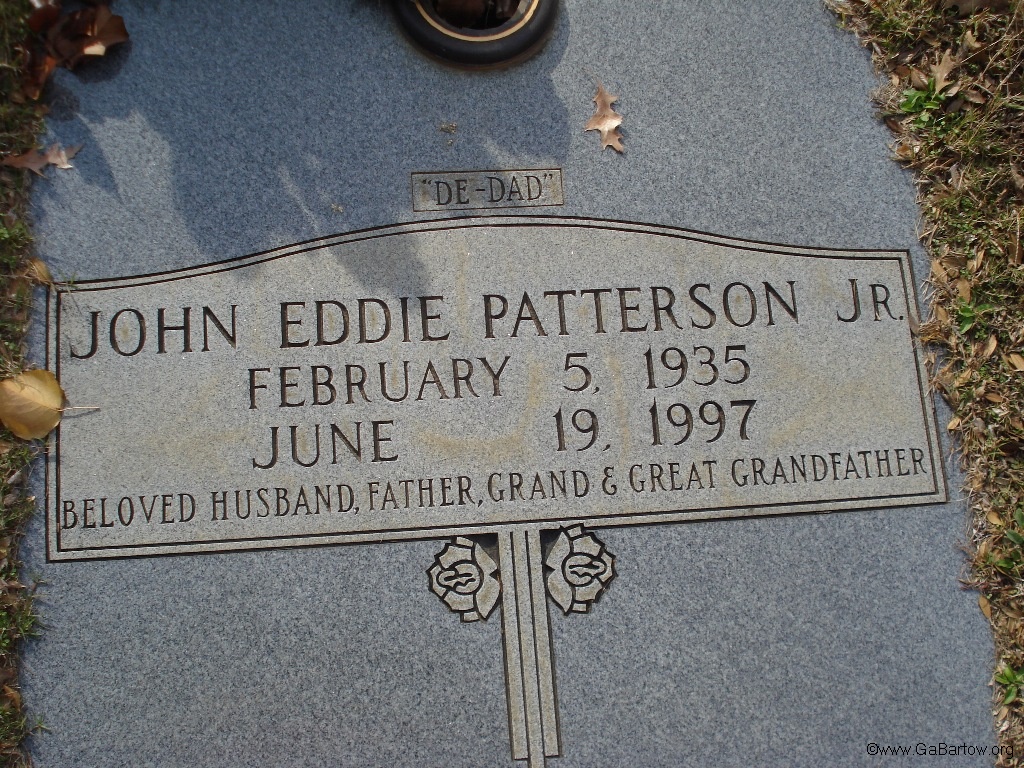 "DE-DAD"
JOHN EDDIE PATTERSON JR.
FEBRUARY 5, 1935
JUNE 19, 1997
BELOVED HUSBAND, FATHER, GRAND & GREAT GRANDFATHER
©www.GaBartow.org